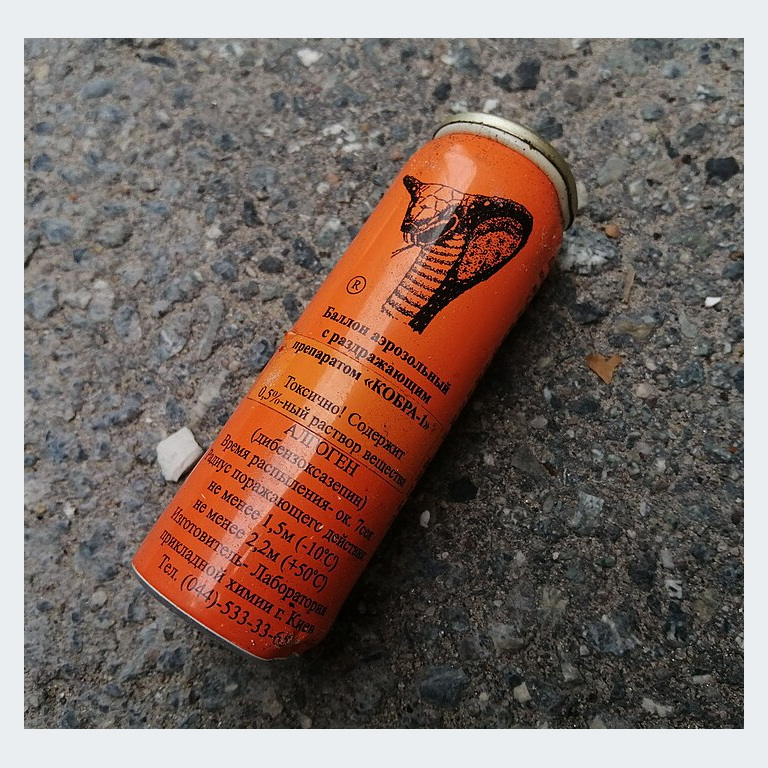 ®
Баллон аэрозольный
с раздражающим
препаратом «КОБРА-1»
Токсично! Содержит
0,5%-ный раствор вещества
АЛГОГЕН
(дибензоксазепин)
Время распыления- ок. 7сек
Радиус поражающего действия
не менее 1,5м (-10°С)
не менее 2,2м (+50°С)
Изготовитель- Лаборатория
прикладной химии г. Киев
Тел. (044)-533-33-